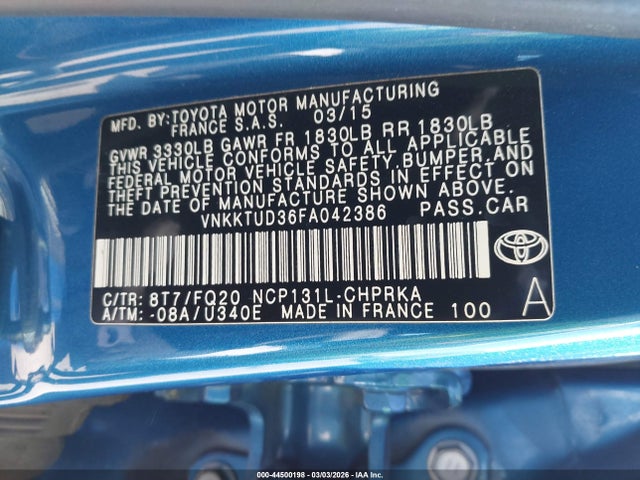 MFD. BY:TOYOTA MOTOR MANUFACTURING
FRANCE S.A.S. 03/15
GVWR 3330LB GAWR FR 1830LB RR 1830LB
THIS VEHICLE CONFORMS TO ALL APPLICABLE
FEDERAL MOTOR VEHICLE SAFETY,BUMPER,AND
THEFT PREVENTION STANDARDS IN EFFECT ON
THE DATE OF MANUFACTURE SHOWN ABOVE.
VNKKTUD36FA042386 PASS.CAR
C/TR: 8T7/FQ20 NCP131L-CHPRKA
A/TM: -08A/U340E MADE IN FRANCE 100 A
000-44500198 - 03/03/2026 - IAA Inc.